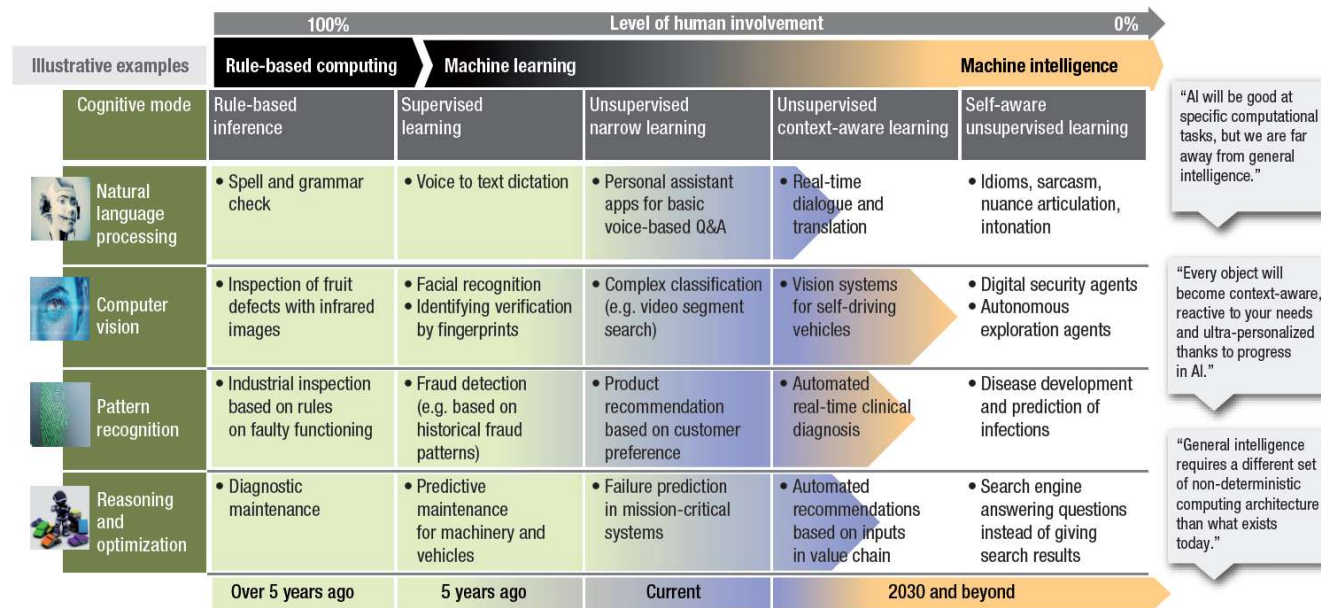 100%
Level of human involvement
0%
Illustrative examples
Rule-based computing
Machine learning
Machine intelligence
Cognitive mode
Rule-based
inference
Supervised
learning
Unsupervised
narrow learning
Unsupervised
context-aware learning
Self-aware
unsupervised learning
Natural
language
processing
• Spell and grammar
check
• Voice to text dictation
• Personal assistant
apps for basic
voice-based Q&A
• Real-time
dialogue and
translation
• Idioms, sarcasm,
nuance articulation,
intonation
Computer
vision
• Inspection of fruit
defects with infrared
images
• Facial recognition
• Identifying verification
by fingerprints
• Complex classification
(e.g. video segment
search)
• Vision systems
for self-driving
vehicles
• Digital security agents
• Autonomous
exploration agents
Pattern
recognition
• Industrial inspection
based on rules
on faulty functioning
• Fraud detection
(e.g. based on
historical fraud
patterns)
• Product
recommendation
based on customer
preference
• Automated
real-time clinical
diagnosis
• Disease development
and prediction of
infections
Reasoning
and
optimization
• Diagnostic
maintenance
• Predictive
maintenance
for machinery and
vehicles
• Failure prediction
in mission-critical
systems
• Automated
recommendations
based on inputs
in value chain
• Search engine
answering questions
instead of giving
search results
Over 5 years ago
5 years ago
Current
2030 and beyond
“AI will be good at
specific computational
tasks, but we are far
away from general
intelligence.”
“Every object will
become context-aware,
reactive to your needs
and ultra-personalized
thanks to progress
in AI.”
“General intelligence
requires a different set
of non-deterministic
computing architecture
than what exists
today.”